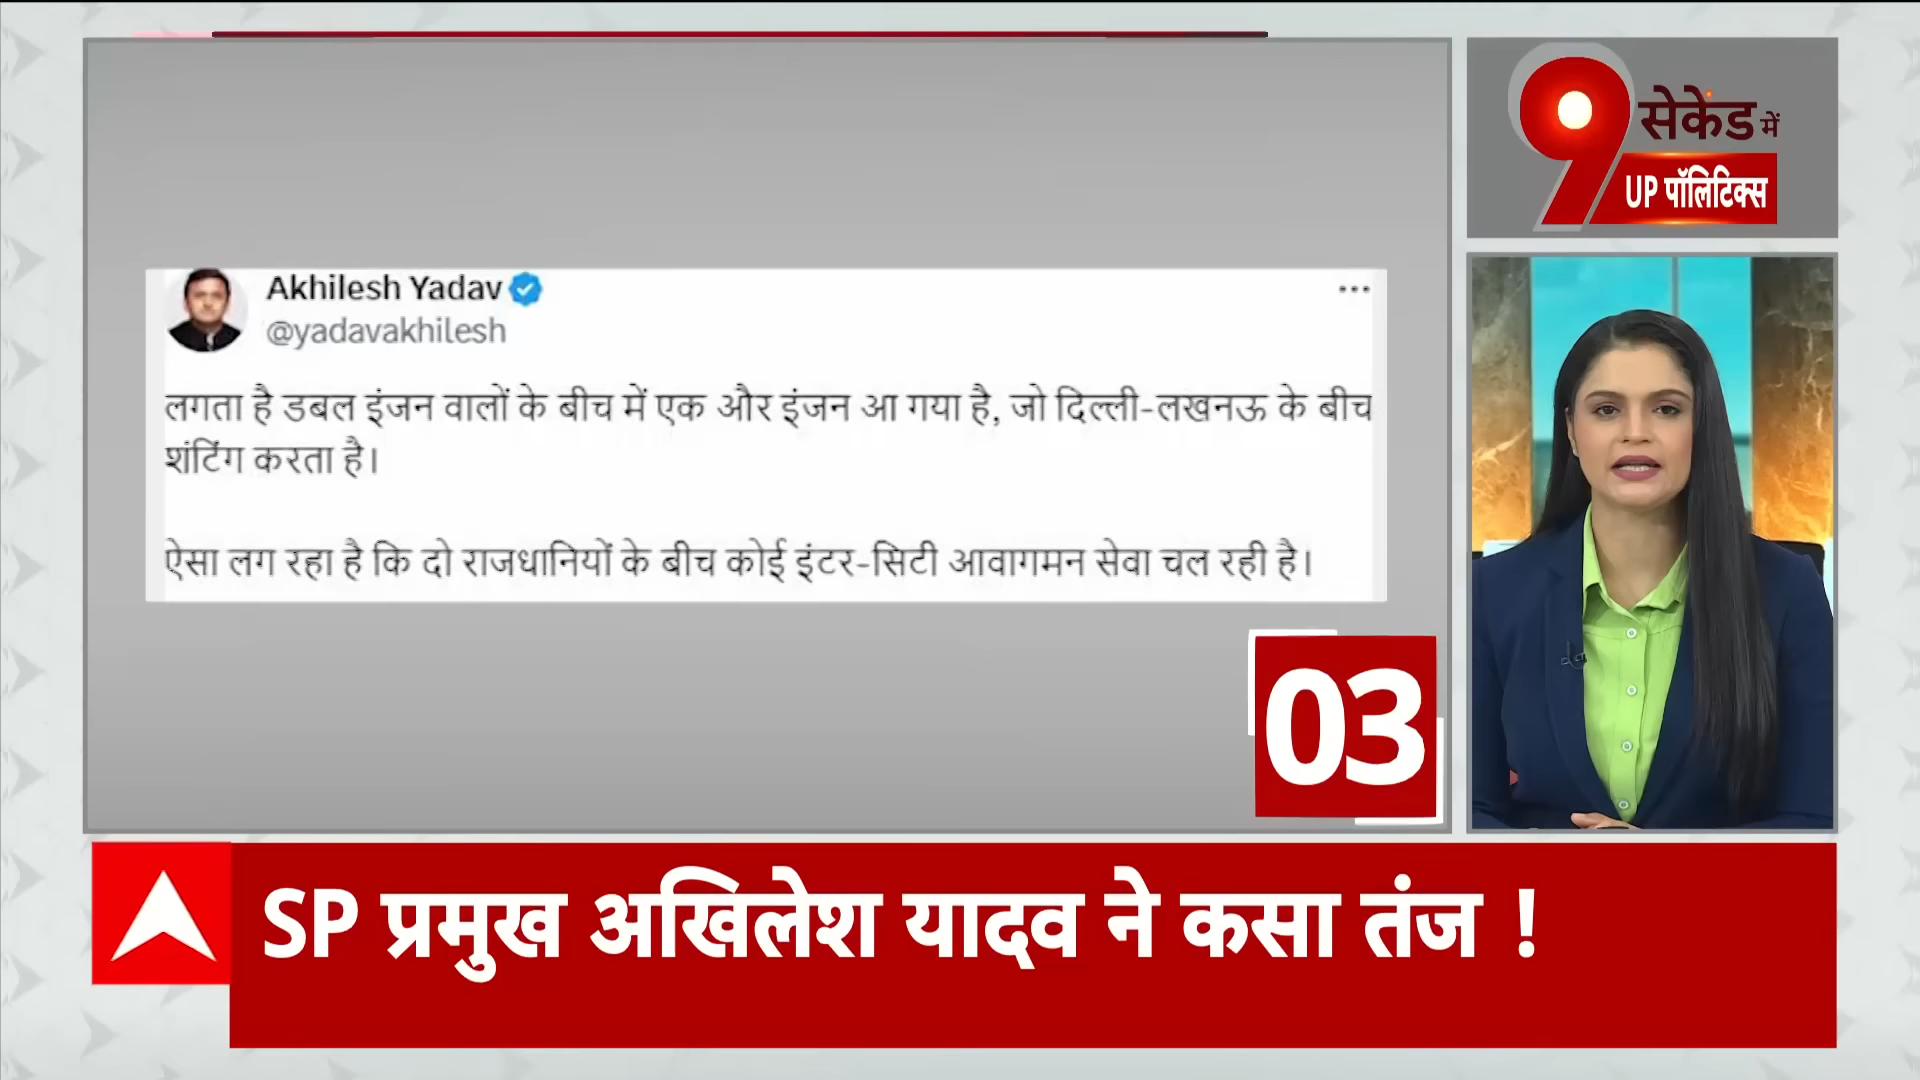 9 सेकेंड में
UP पॉलिटिक्स
Akhilesh Yadav
@yadavakhilesh
लगता है डबल इंजन वालों के बीच में एक और इंजन आ गया है, जो दिल्ली-लखनऊ के बीच
शंटिंग करता है।
ऐसा लग रहा है कि दो राजधानियों के बीच कोई इंटर-सिटी आवागमन सेवा चल रही है।
03
SP प्रमुख अखिलेश यादव ने कसा तंज !